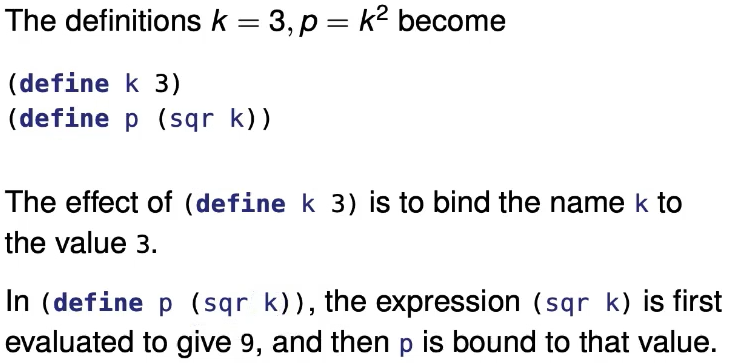 The definitions k = 3, p = k² become
(define k 3)
(define p (sqr k))
The effect of (define k 3) is to bind the name k to
the value 3.
In (define p (sqr k)), the expression (sqr k) is first
evaluated to give 9, and then p is bound to that value.